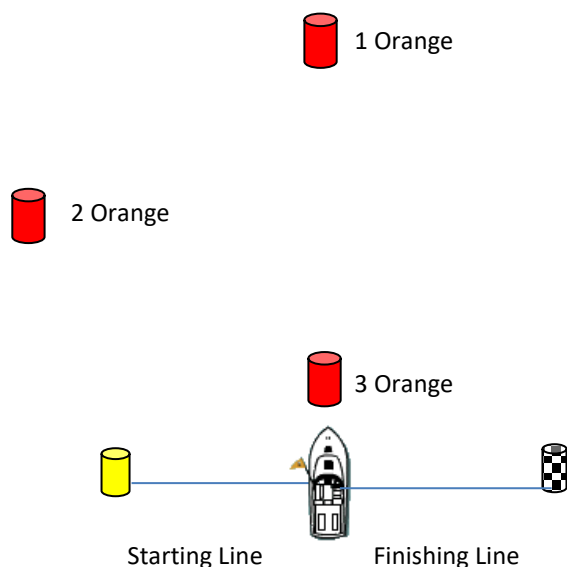 1 Orange
2 Orange
3 Orange
Starting Line
Finishing Line